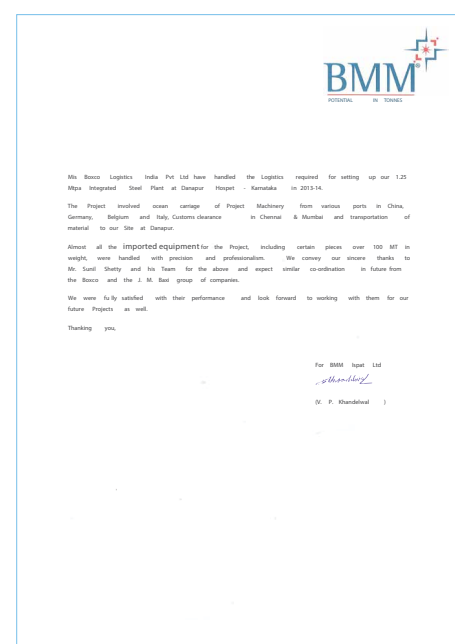 BMM®
POTENTIAL IN TONNES
Mis Boxco Logistics India Pvt Ltd have handled the Logistics required for setting up our 1.25
Mtpa Integrated Steel Plant at Danapur Hospet - Karnataka in 2013-14.
The Project involved ocean carriage of Project Machinery from various ports in China,
Germany, Belgium and Italy, Customs clearance in Chennai & Mumbai and transportation of
material to our Site at Danapur.
Almost all the imported equipment for the Project, including certain pieces over 100 MT in
weight, were handled with precision and professionalism. We convey our sincere thanks to
Mr. Sunil Shetty and his Team for the above and expect similar co-ordination in future from
the Boxco and the J. M. Baxi group of companies.
We were fully satisfied with their performance and look forward to working with them for our
future Projects as well.
Thanking you,
For BMM Ispat Ltd
(V. P. Khandelwal )